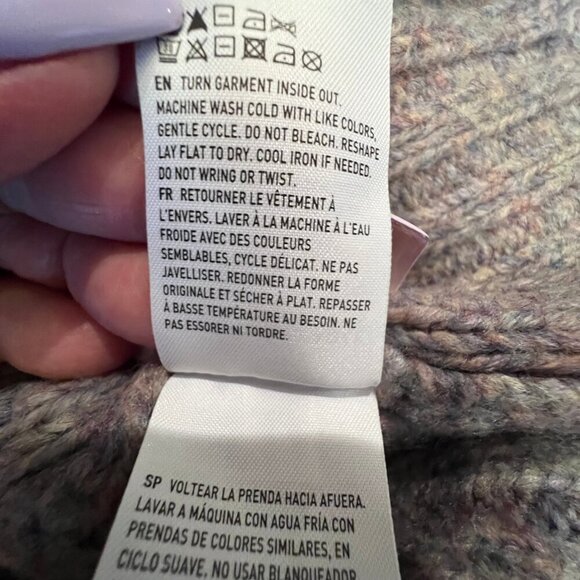 EN TURN GARMENT INSIDE OUT.
MACHINE WASH COLD WITH LIKE COLORS,
GENTLE CYCLE. DO NOT BLEACH. RESHAPE
LAY FLAT TO DRY. COOL IRON IF NEEDED.
DO NOT WRING OR TWIST.
FR RETOURNER LE VÊTEMENT À
L'ENVERS. LAVER À LA MACHINE À L'EAU
FROIDE AVEC DES COULEURS
SEMBLABLES, CYCLE DÉLICAT. NE PAS
JAVELLISER. REDONNER LA FORME
ORIGINALE ET SÉCHER À PLAT. REPASSER
À BASSE TEMPÉRATURE AU BESOIN. NE
PAS ESSORER NI TORDRE.
SP VOLTEAR LA PRENDA HACIA AFUERA.
LAVAR A MÁQUINA CON AGUA FRÍA CON
PRENDAS DE COLORES SIMILARES, EN
CICLO SUAVE. NO USAR BLANQUEADOR